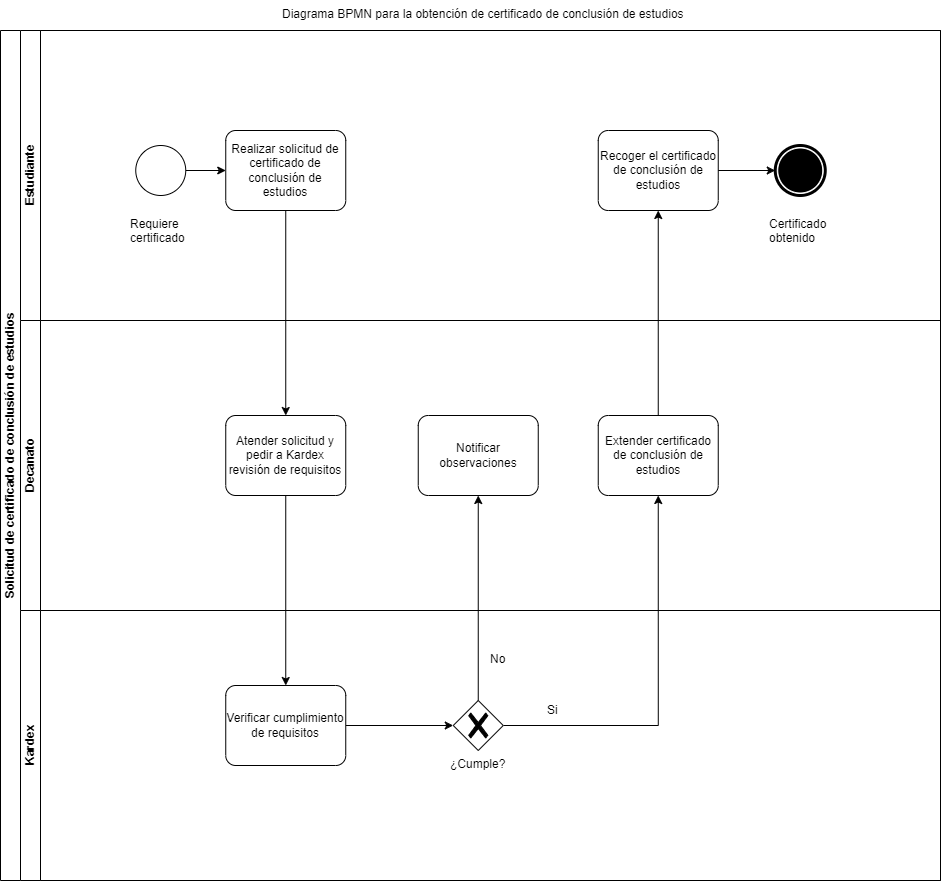 Diagrama BPMN para la obtención de certificado de conclusión de estudios
Solicitud de certificado de conclusión de estudios
Estudiante
Requiere
certificado
Realizar solicitud de
certificado de
conclusión de
estudios
Recoger el certificado
de conclusión de
estudios
Certificado
obtenido
Decanato
Atender solicitud y
pedir a Kardex
revisión de requisitos
Notificar
observaciones
Extender certificado
de conclusión de
estudios
Kardex
Verificar cumplimiento
de requisitos
¿Cumple?
No
Si